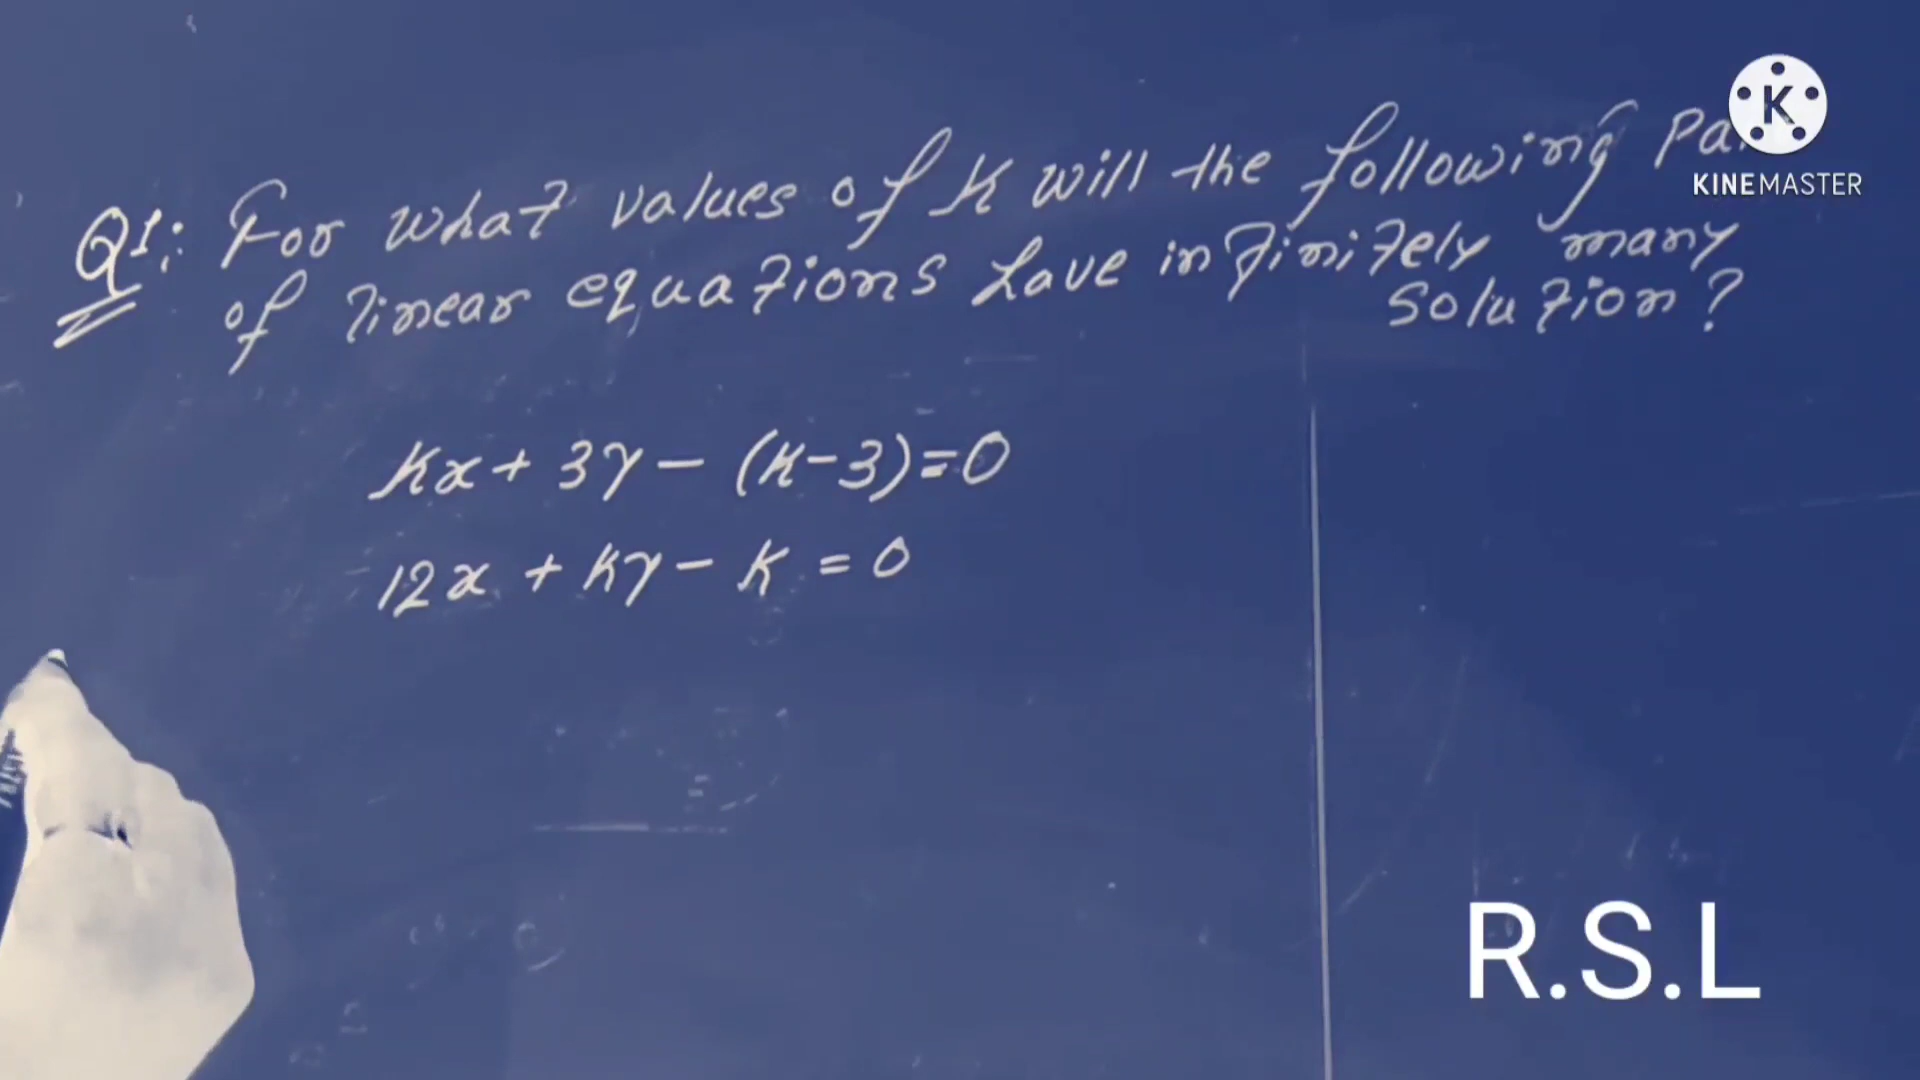 Q1: For what values of K will the following
of linear equations have infinitely many
solution?
Kx + 3y - (K-3)=0
12x + Ky - K = 0
K
KINEMASTER
R.S.L